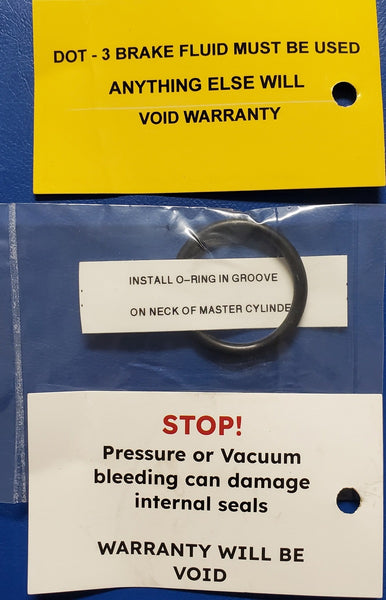 DOT - 3 BRAKE FLUID MUST BE USED
ANYTHING ELSE WILL
VOID WARRANTY
INSTALL O-RING IN GROOVE
ON NECK OF MASTER CYLINDE
STOP!
Pressure or Vacuum
bleeding can damage
internal seals
WARRANTY WILL BE
VOID